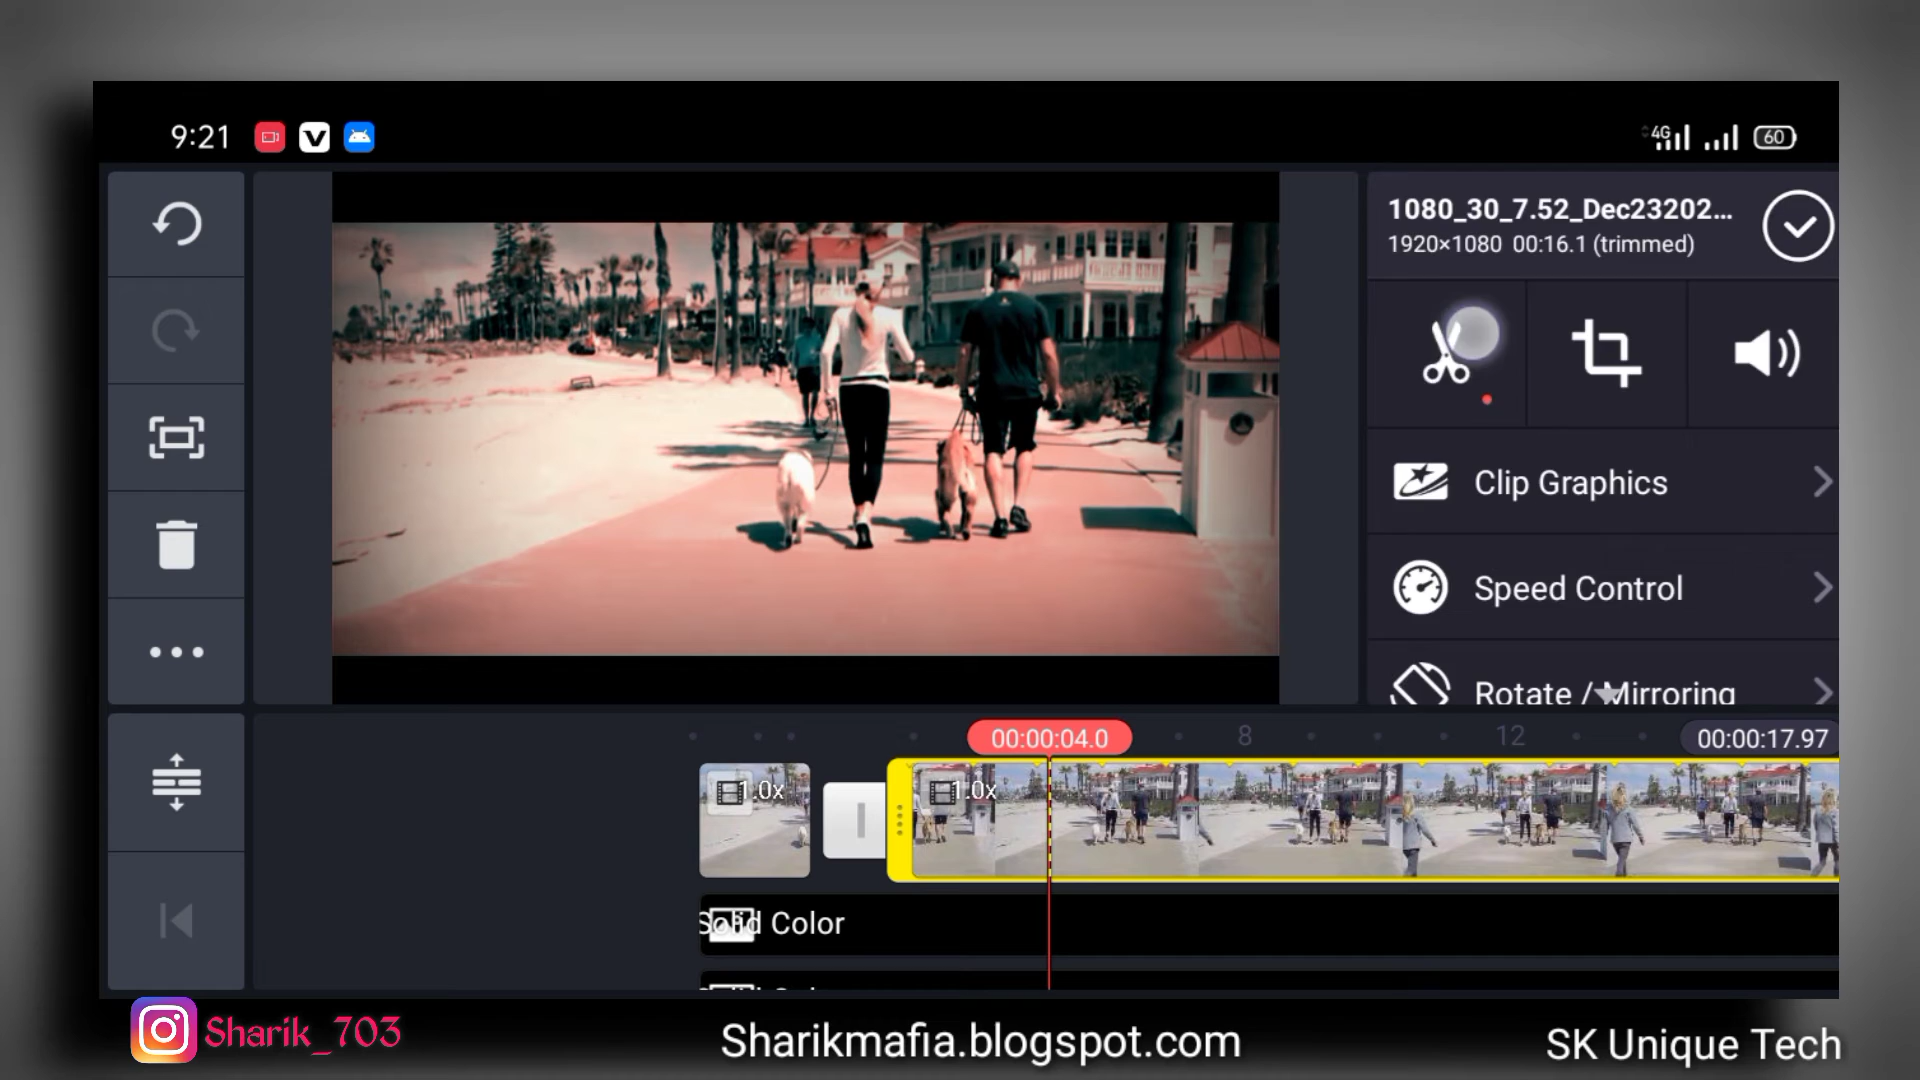 9:21
4G
60
1080_30_7.52_Dec23202...
1920×1080 00:16.1 (trimmed)
Clip Graphics
Speed Control
Rotate / Mirroring
00:00:04.0
8
12
00:00:17.97
1.0x
1.0x
Solid Color
Sharik_703
Sharikmafia.blogspot.com
SK Unique Tech